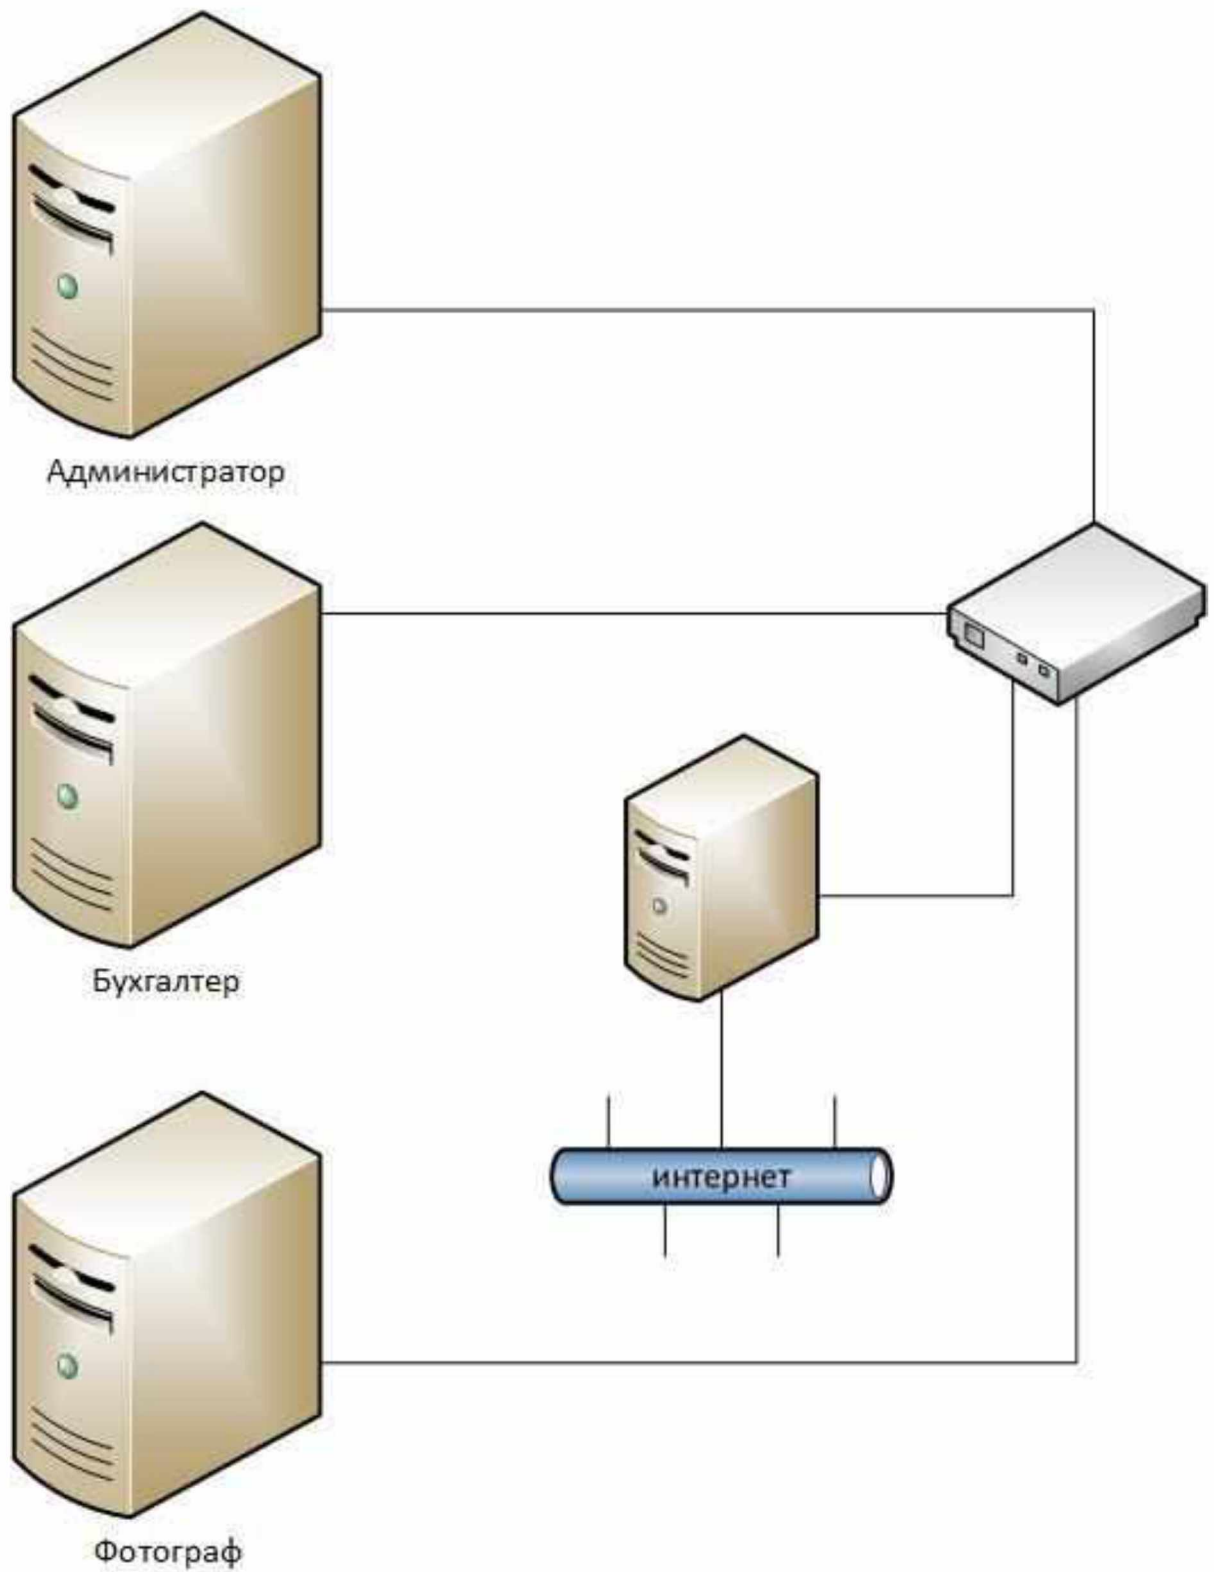 Администратор
Бухгалтер
интернет
Фотограф